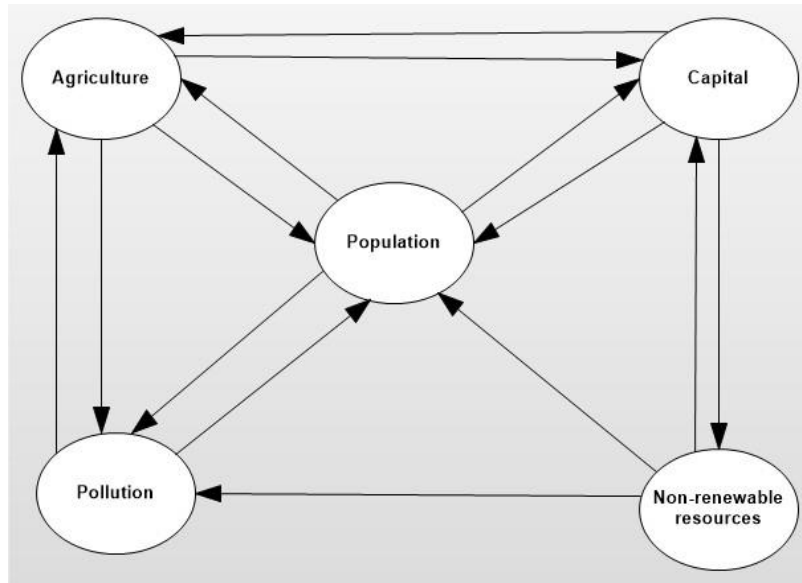 Agriculture
Capital
Population
Pollution
Non-renewable
resources